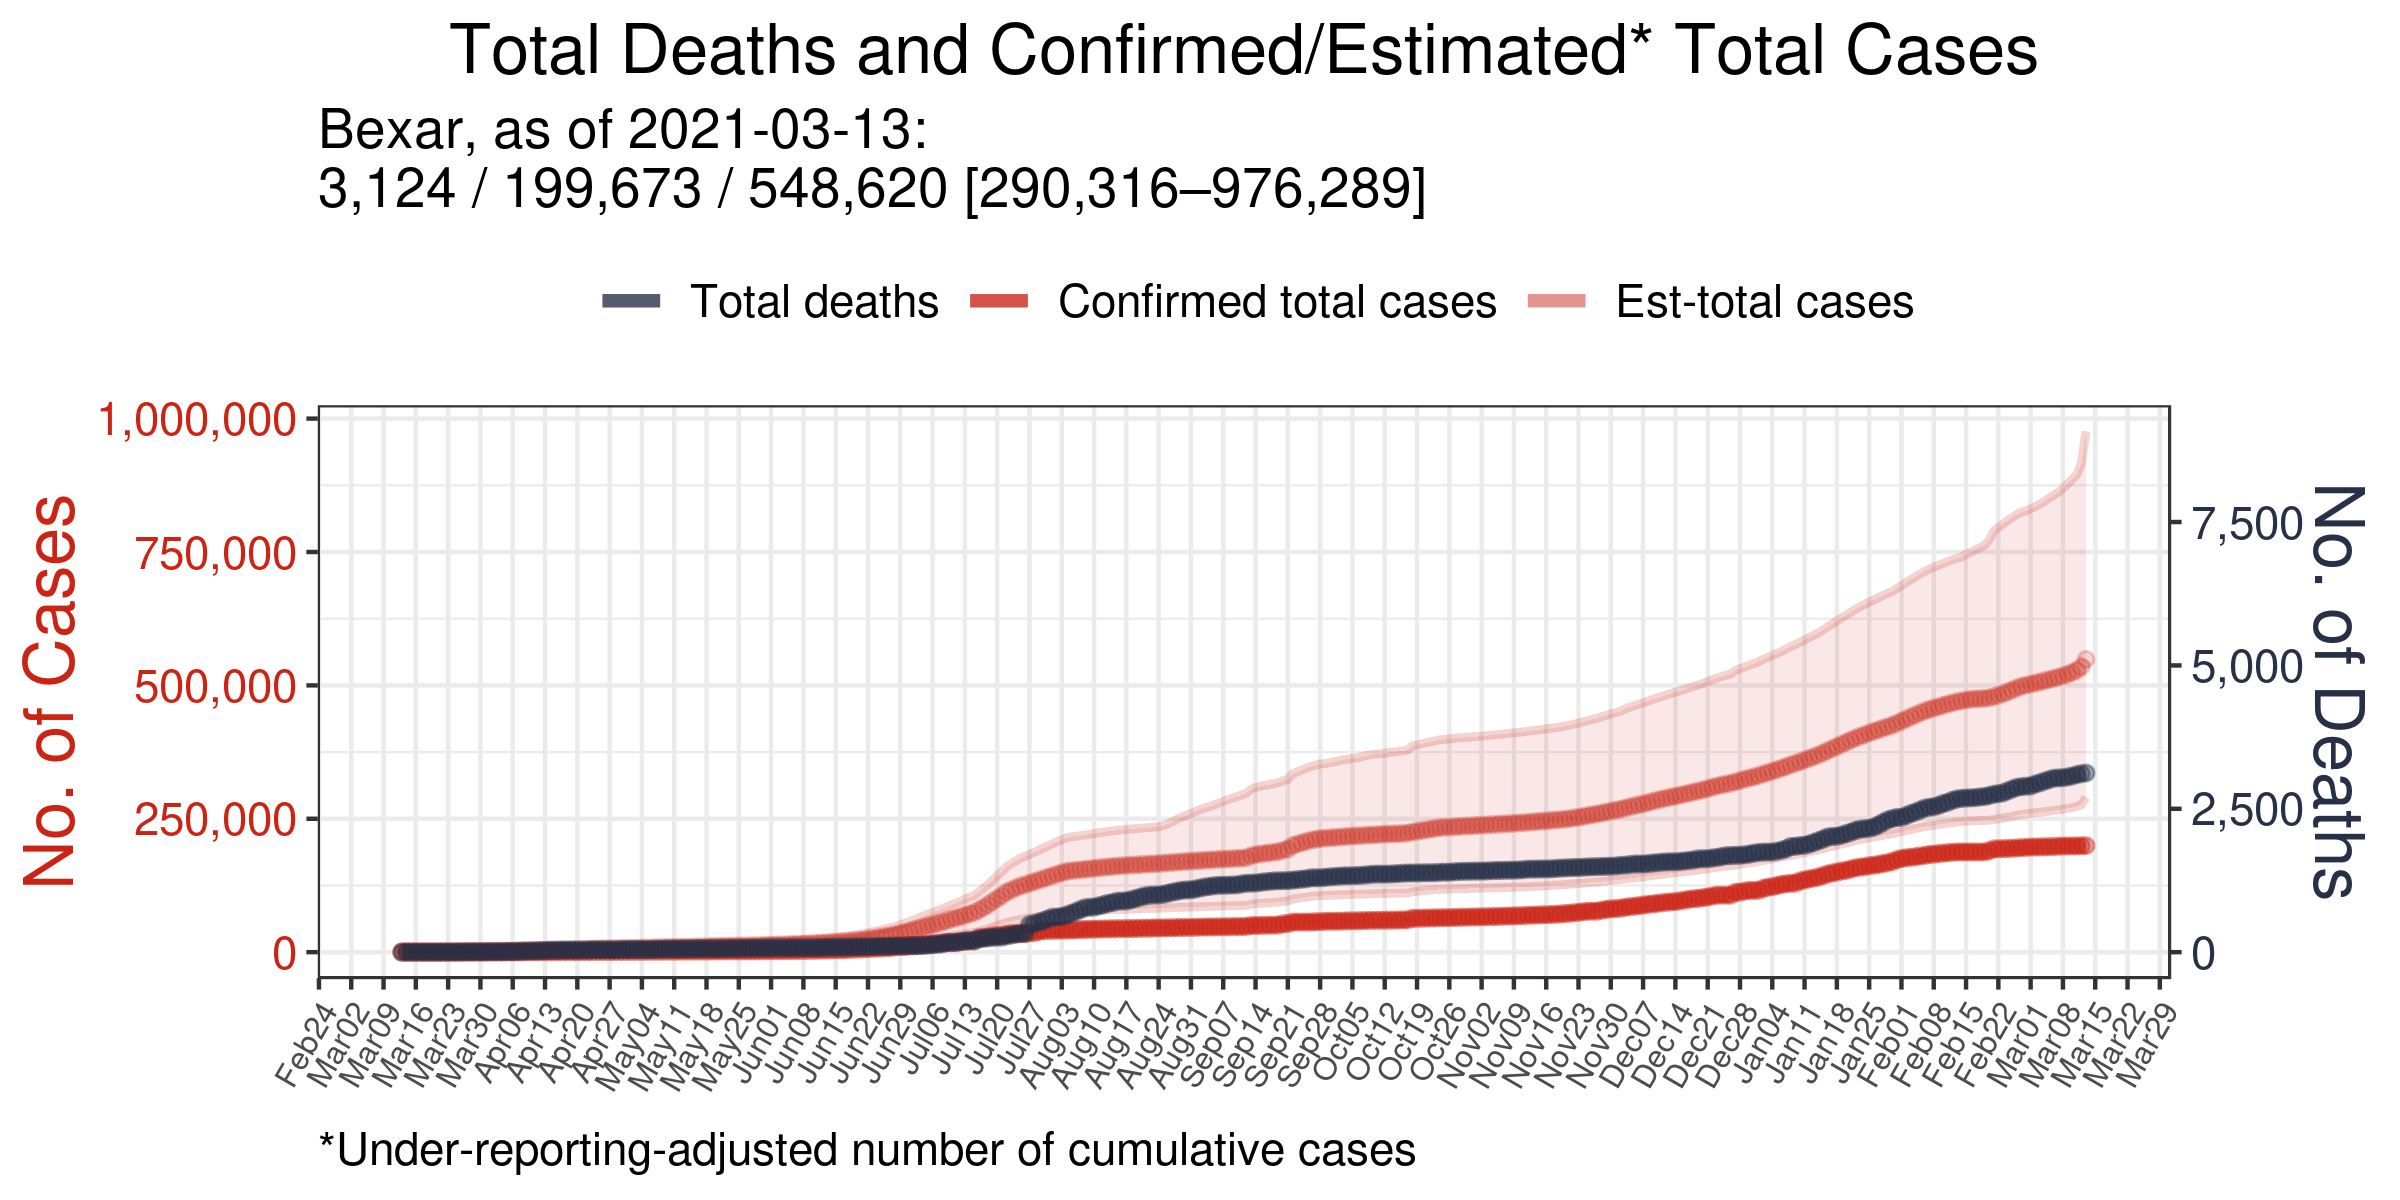 Total Deaths and Confirmed/Estimated* Total Cases
Bexar, as of 2021-03-13:
3,124 / 199,673 / 548,620 [290,316–976,289]
Total deaths
Confirmed total cases
Est-total cases
No. of Cases
1,000,000
750,000
500,000
250,000
0
7,500
5,000
2,500
0
No. of Deaths
Feb24
Mar02
Mar09
Mar16
Mar23
Mar30
Apr06
Apr13
Apr20
Apr27
May04
May11
May18
May25
Jun01
Jun08
Jun15
Jun22
Jun29
Jul06
Jul13
Jul20
Jul27
Aug03
Aug10
Aug17
Aug24
Aug31
Sep07
Sep14
Sep21
Sep28
Oct05
Oct12
Oct19
Oct26
Nov02
Nov09
Nov16
Nov23
Nov30
Dec07
Dec14
Dec21
Dec28
Jan04
Jan11
Jan18
Jan25
Feb01
Feb08
Feb15
Feb22
Mar01
Mar08
Mar15
Mar22
Mar29
*Under-reporting-adjusted number of cumulative cases